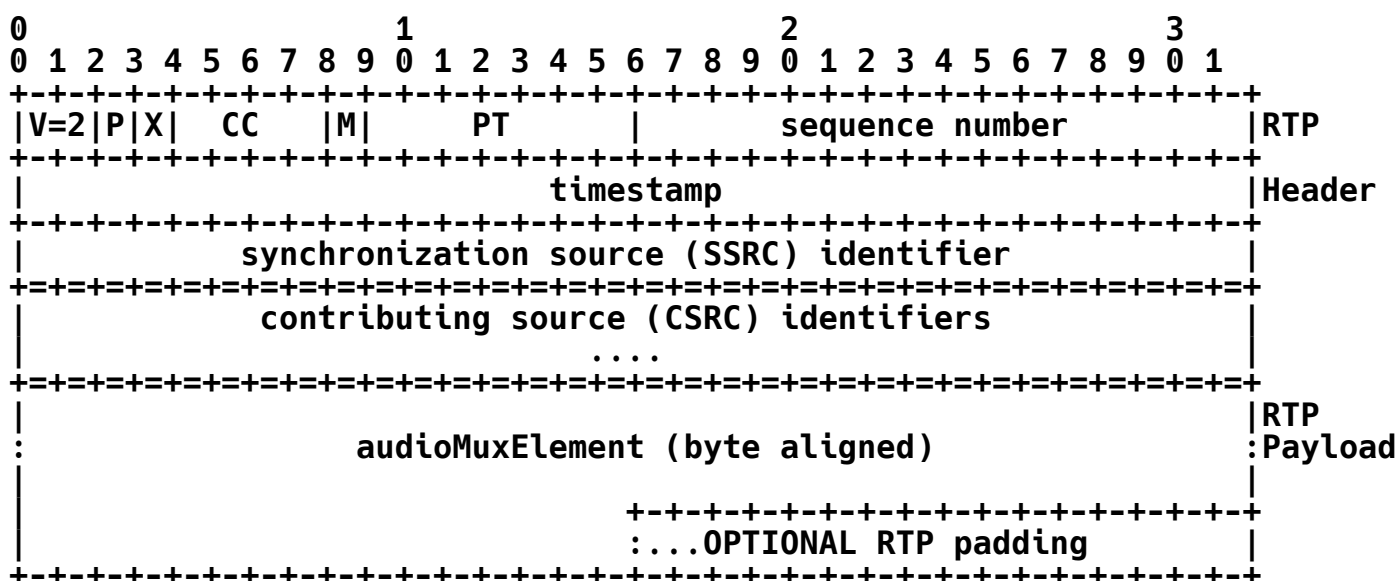 0                   1                   2                   3
0 1 2 3 4 5 6 7 8 9 0 1 2 3 4 5 6 7 8 9 0 1 2 3 4 5 6 7 8 9 0 1
+-+-+-+-+-+-+-+-+-+-+-+-+-+-+-+-+-+-+-+-+-+-+-+-+-+-+-+-+-+-+-+-+
|V=2|P|X|  CC   |M|     PT      |       sequence number         |RTP
+-+-+-+-+-+-+-+-+-+-+-+-+-+-+-+-+-+-+-+-+-+-+-+-+-+-+-+-+-+-+-+-+
|                           timestamp                           |Header
+-+-+-+-+-+-+-+-+-+-+-+-+-+-+-+-+-+-+-+-+-+-+-+-+-+-+-+-+-+-+-+-+
|           synchronization source (SSRC) identifier            |
+=+=+=+=+=+=+=+=+=+=+=+=+=+=+=+=+=+=+=+=+=+=+=+=+=+=+=+=+=+=+=+=+
|            contributing source (CSRC) identifiers             |
|                             ....                              |
+=+=+=+=+=+=+=+=+=+=+=+=+=+=+=+=+=+=+=+=+=+=+=+=+=+=+=+=+=+=+=+=+
|                                                               |RTP
:                 audioMuxElement (byte aligned)                :Payload
|                                                               |
|                               +-+-+-+-+-+-+-+-+-+-+-+-+-+-+-+-+
|                               :...OPTIONAL RTP padding        |
+-+-+-+-+-+-+-+-+-+-+-+-+-+-+-+-+-+-+-+-+-+-+-+-+-+-+-+-+-+-+-+-+